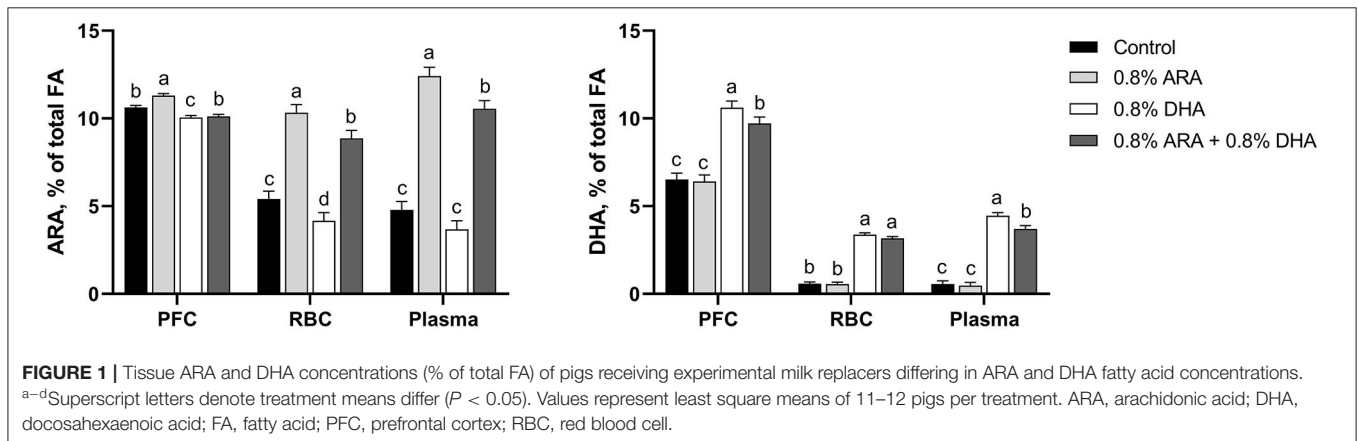 15
10
5
0
ARA, % of total FA
b
a
c
b
c
a
d
b
c
a
c
b
PFC
RBC
Plasma
15
10
5
0
DHA, % of total FA
c
c
a
b
b
b
a
a
c
c
a
b
PFC
RBC
Plasma
Control
0.8% ARA
0.8% DHA
0.8% ARA + 0.8% DHA
FIGURE 1 | Tissue ARA and DHA concentrations (% of total FA) of pigs receiving experimental milk replacers differing in ARA and DHA fatty acid concentrations.
a–dSuperscript letters denote treatment means differ (P < 0.05). Values represent least square means of 11–12 pigs per treatment. ARA, arachidonic acid; DHA,
docosahexaenoic acid; FA, fatty acid; PFC, prefrontal cortex; RBC, red blood cell.